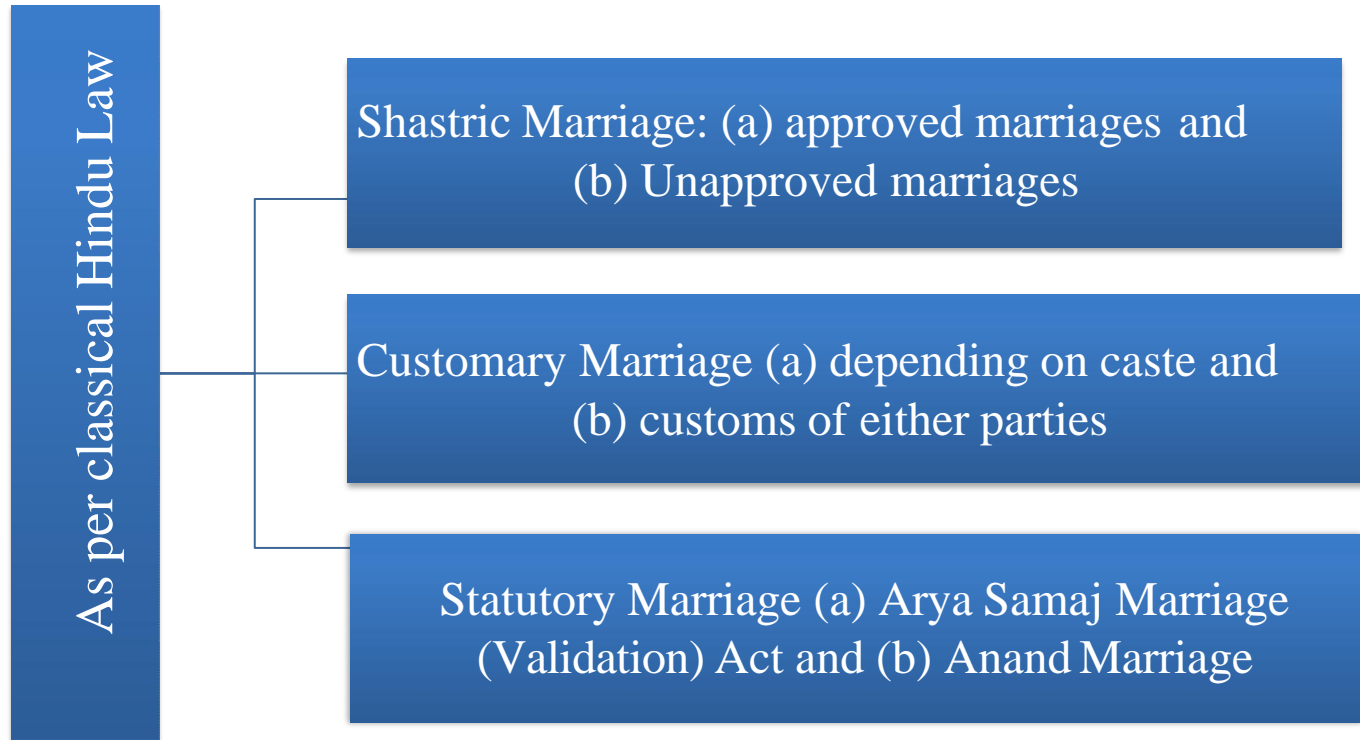 As per classical Hindu Law
Shastric Marriage: (a) approved marriages and
(b) Unapproved marriages
Customary Marriage (a) depending on caste and
(b) customs of either parties
Statutory Marriage (a) Arya Samaj Marriage
(Validation) Act and (b) Anand Marriage